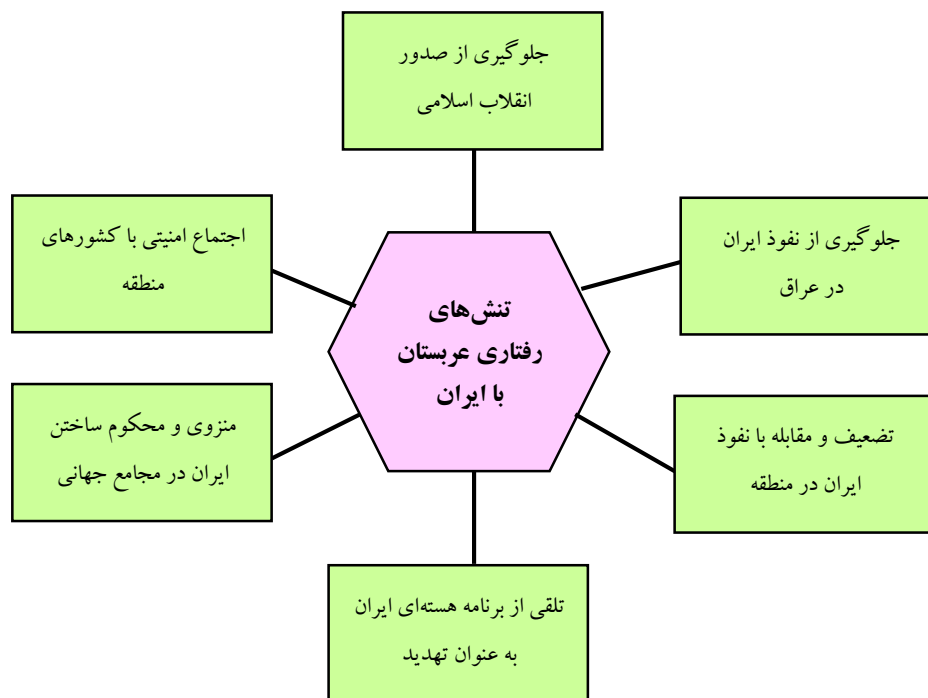 جلوگیری از صدور
انقلاب اسلامی
جلوگیری از نفوذ ایران
در عراق
اجتماع امنیتی با کشورهای
منطقه
تنش‌های
رفتاری عربستان
با ایران
تضعیف و مقابله با نفوذ
ایران در منطقه
منزوی و محکوم ساختن
ایران در مجامع جهانی
تلقی از برنامه هسته‌ای ایران
به عنوان تهدید